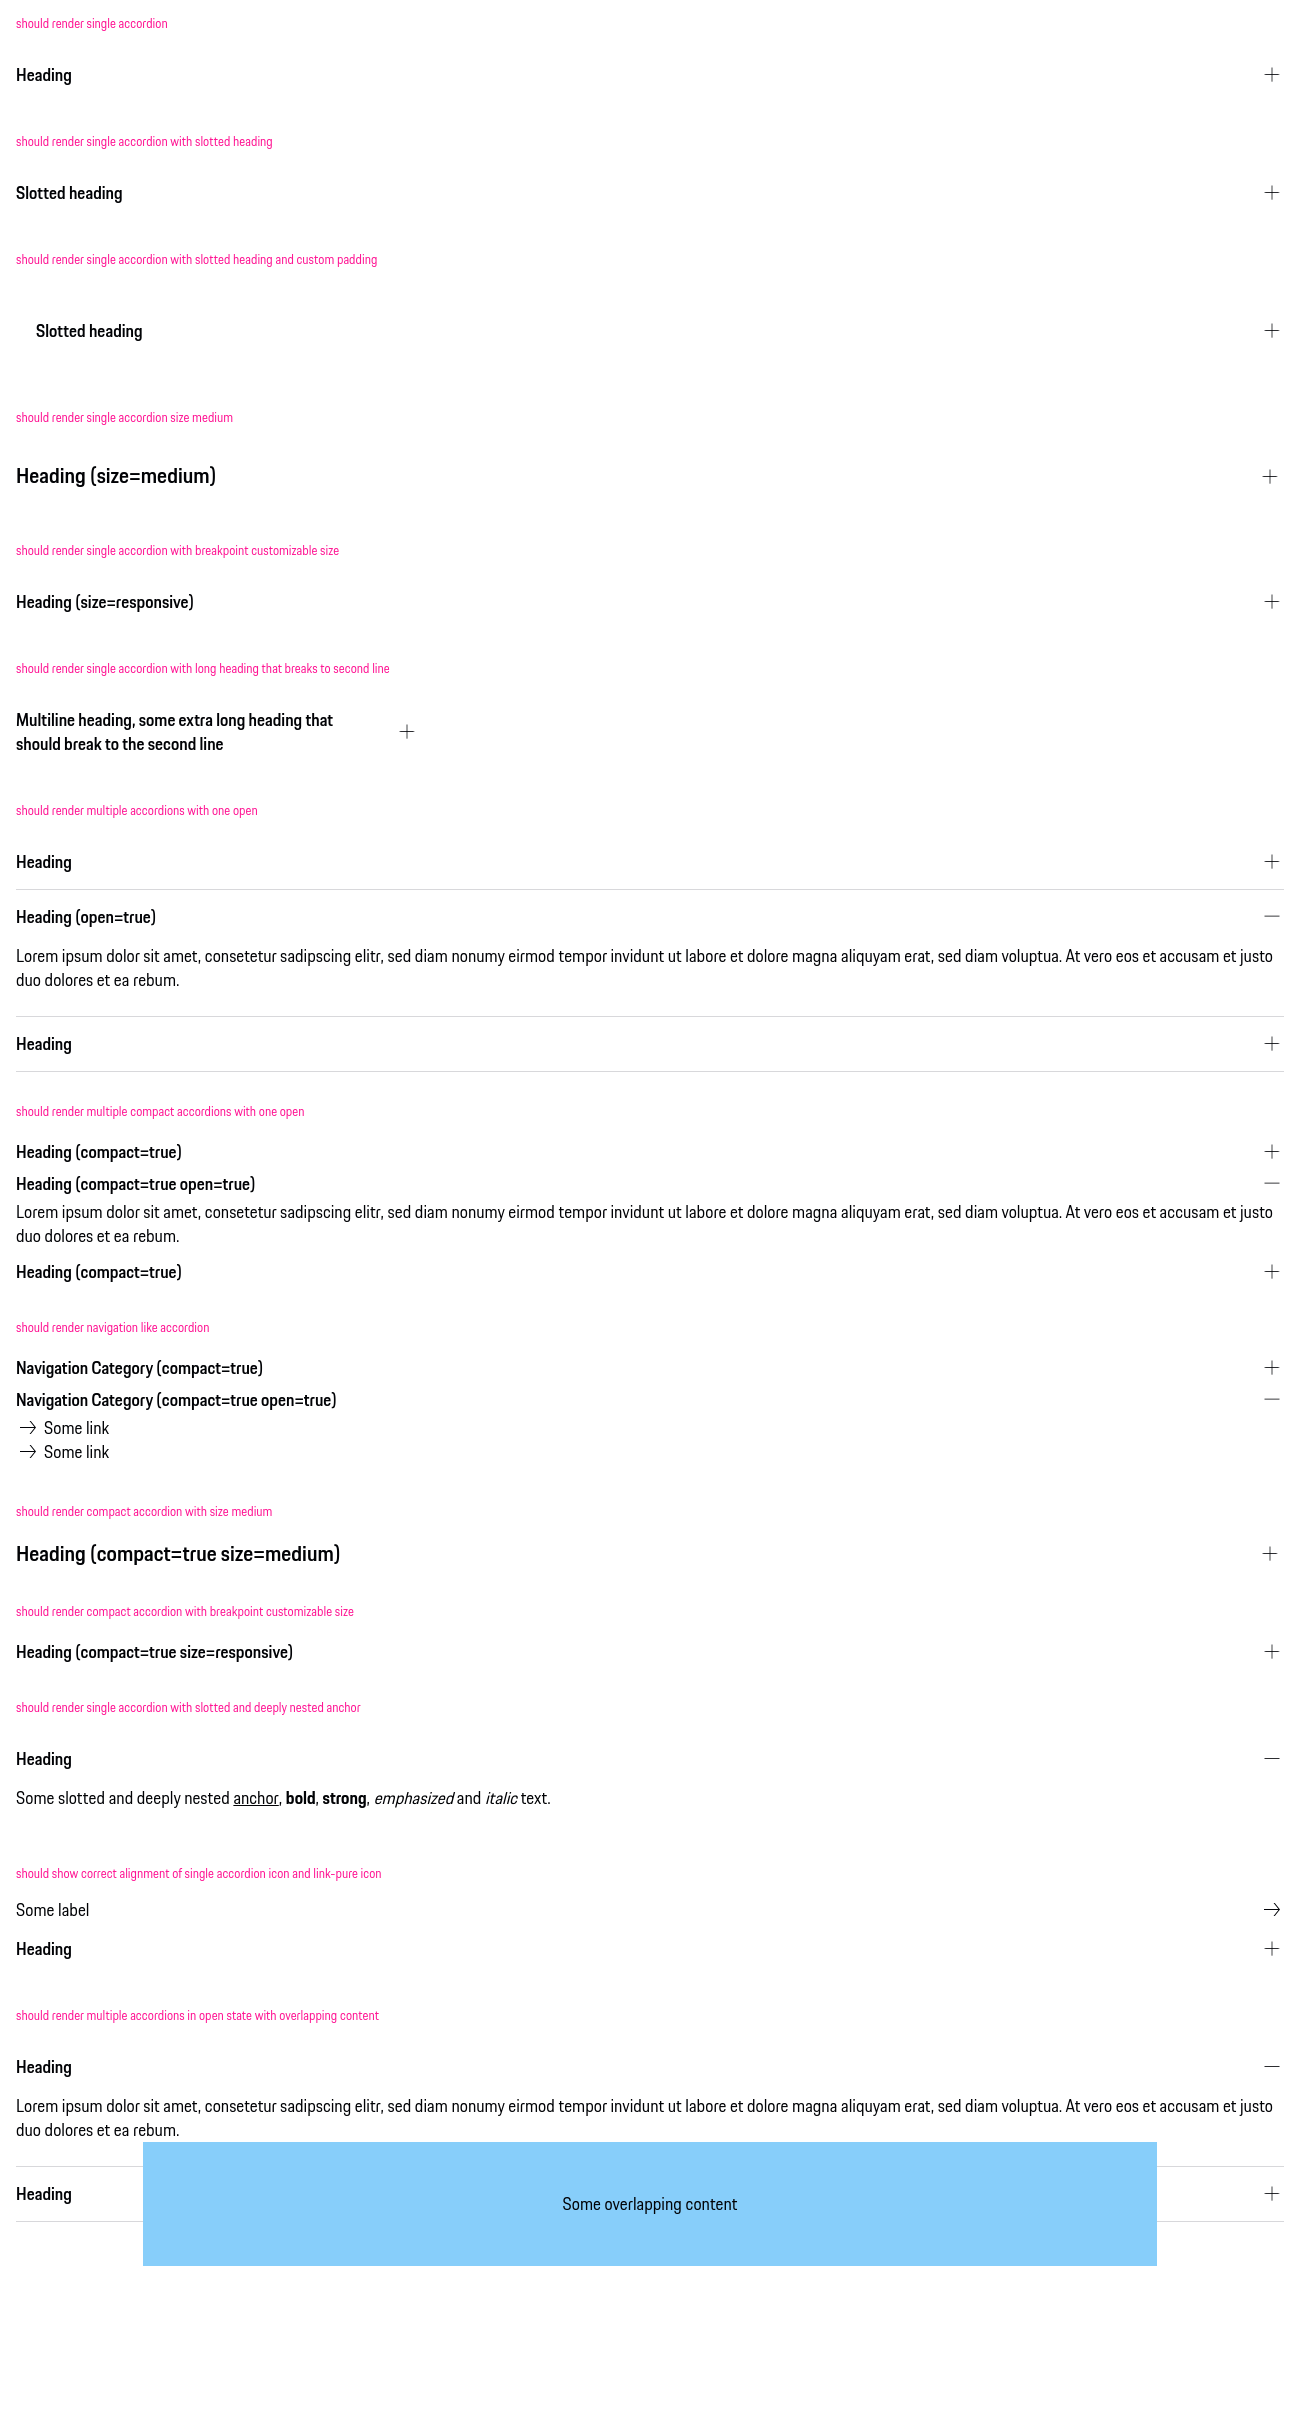 should render single accordion
Heading
should render single accordion with slotted heading
Slotted heading
should render single accordion with slotted heading and custom padding
Slotted heading
should render single accordion size medium
Heading (size=medium)
should render single accordion with breakpoint customizable size
Heading (size=responsive)
should render single accordion with long heading that breaks to second line
Multiline heading, some extra long heading that
should break to the second line
should render multiple accordions with one open
Heading
Heading (open=true)
Lorem ipsum dolor sit amet, consetetur sadipscing elitr, sed diam nonumy eirmod tempor invidunt ut labore et dolore magna aliquyam erat, sed diam voluptua. At vero eos et accusam et justo
duo dolores et ea rebum.
Heading
should render multiple compact accordions with one open
Heading (compact=true)
Heading (compact=true open=true)
Lorem ipsum dolor sit amet, consetetur sadipscing elitr, sed diam nonumy eirmod tempor invidunt ut labore et dolore magna aliquyam erat, sed diam voluptua. At vero eos et accusam et justo
duo dolores et ea rebum.
Heading (compact=true)
should render navigation like accordion
Navigation Category (compact=true)
Navigation Category (compact=true open=true)
Some link
Some link
should render compact accordion with size medium
Heading (compact=true size=medium)
should render compact accordion with breakpoint customizable size
Heading (compact=true size=responsive)
should render single accordion with slotted and deeply nested anchor
Heading
Some slotted and deeply nested anchor, bold, strong, emphasized and italic text.
should show correct alignment of single accordion icon and link-pure icon
Some label
Heading
should render multiple accordions in open state with overlapping content
Heading
Lorem ipsum dolor sit amet, consetetur sadipscing elitr, sed diam nonumy eirmod tempor invidunt ut labore et dolore magna aliquyam erat, sed diam voluptua. At vero eos et accusam et justo
duo dolores et ea rebum.
Heading
Some overlapping content